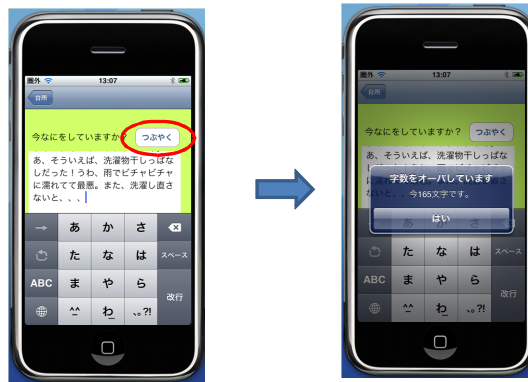 圏外 13:07
台所
今なにをしていますか? つぶやく
あ、そういえば、洗濯物干しっぱな
しだった!うわ、雨でビチャビチャ
に濡れてて最悪。また、洗濯し直さ
ないと、、、
→ あ か さ
た な は スペース
ABC ま や ら 改行
^^ わ 、。?!
圏外 13:07
台所
今なにをしていますか? つぶやく
あ、そういえば、洗濯物干しっぱな
字数をオーバしています
今165文字です。
はい
た な は スペース
ABC ま や ら 改行
^^ わ 、。?!